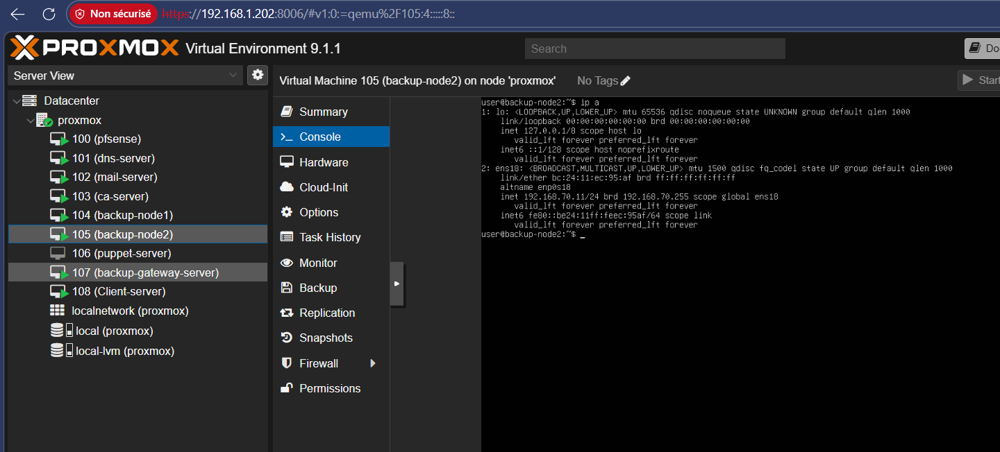 Non sécurisé https://192.168.1.202:8006/#v1:0:=qemu%2F105:4:::::8::
PROXMOX Virtual Environment 9.1.1
Search
Server View
Virtual Machine 105 (backup-node2) on node 'proxmox'
No Tags
Start
Datacenter
proxmox
100 (pfsense)
101 (dns-server)
102 (mail-server)
103 (ca-server)
104 (backup-node1)
105 (backup-node2)
106 (puppet-server)
107 (backup-gateway-server)
108 (Client-server)
localnetwork (proxmox)
local (proxmox)
local-lvm (proxmox)
Summary
>_ Console
Hardware
Cloud-Init
Options
Task History
Monitor
Backup
Replication
Snapshots
Firewall
Permissions
user@backup-node2:~$ ip a
1: lo: <LOOPBACK,UP,LOWER_UP> mtu 65536 qdisc noqueue state UNKNOWN group default qlen 1000
link/loopback 00:00:00:00:00:00 brd 00:00:00:00:00:00
inet 127.0.0.1/8 scope host lo
valid_lft forever preferred_lft forever
inet6 ::1/128 scope host noprefixroute
valid_lft forever preferred_lft forever
2: ens18: <BROADCAST,MULTICAST,UP,LOWER_UP> mtu 1500 qdisc fq_codel state UP group default qlen 1000
link/ether bc:24:11:ec:95:af brd ff:ff:ff:ff:ff:ff
altname enp0s18
inet 192.168.70.11/24 brd 192.168.70.255 scope global ens18
valid_lft forever preferred_lft forever
inet6 fe80::be24:11ff:feec:95af/64 scope link
valid_lft forever preferred_lft forever
user@backup-node2:~$ _